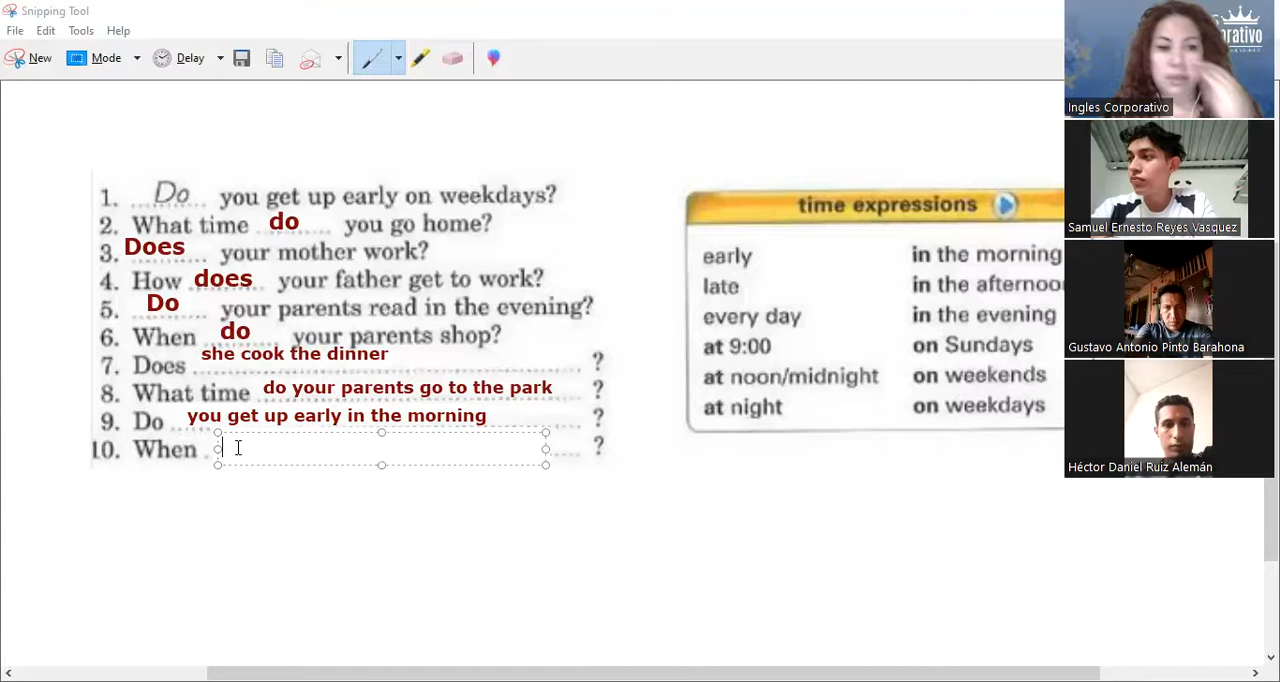 Snipping Tool
File Edit Tools Help
New Mode Delay
1. Do you get up early on weekdays?
2. What time do you go home?
3. Does your mother work?
4. How does your father get to work?
5. Do your parents read in the evening?
6. When do your parents shop?
7. Does she cook the dinner ?
8. What time do your parents go to the park ?
9. Do you get up early in the morning ?
10. When ?
time expressions
early in the morning
late in the afternoo
every day in the evening
at 9:00 on Sundays
at noon/midnight on weekends
at night on weekdays
Ingles Corporativo
Samuel Ernesto Reyes Vasquez
Gustavo Antonio Pinto Barahona
Héctor Daniel Ruiz Alemán